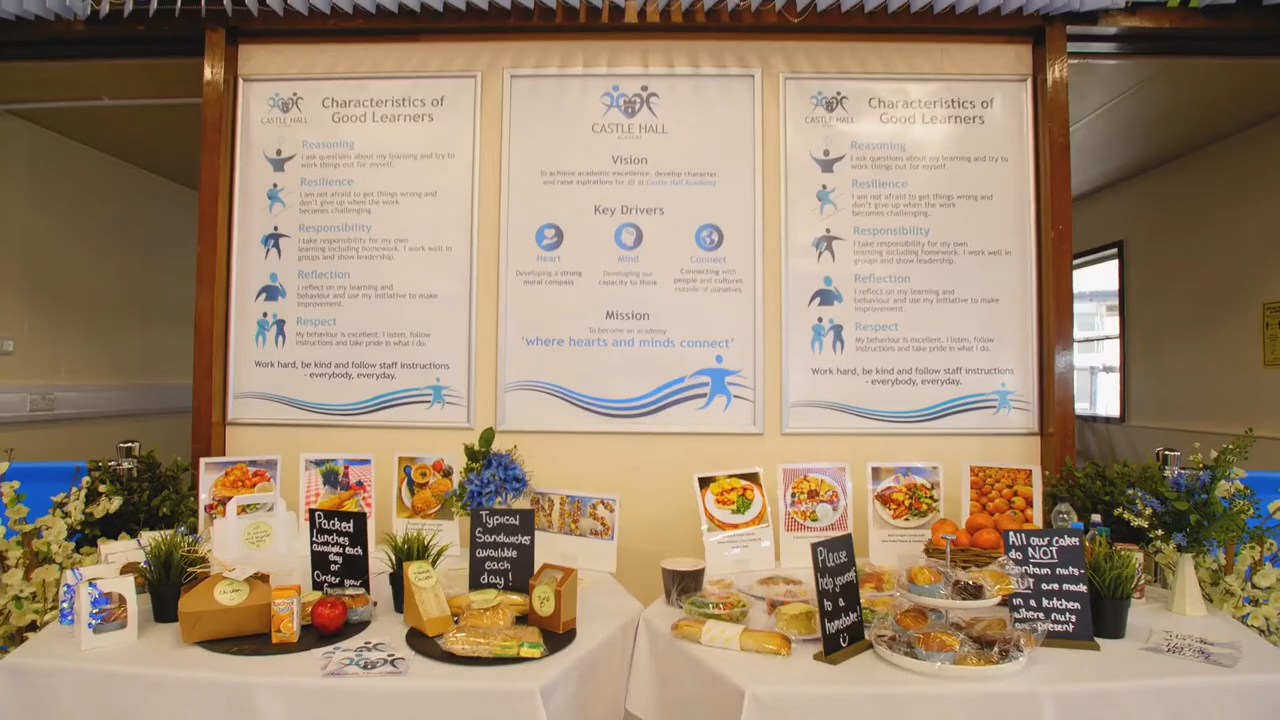 CASTLE HALL
Characteristics of
Good Learners
Reasoning
I ask questions about my learning and try to
work things out for myself.
Resilience
I am not afraid to get things wrong and
don't give up when the work
becomes challenging.
Responsibility
I take responsibility for my own
learning including homework. I work well in
groups and show leadership.
Reflection
I reflect on my learning and
behaviour and use my initiative to make
improvement.
Respect
My behaviour is excellent. I listen, follow
instructions and take pride in what I do.
Work hard, be kind and follow staff instructions
- everybody, everyday.
CASTLE HALL
ACADEMY
Vision
To achieve academic excellence, develop character,
and raise aspirations for all at Castle Hall Academy
Key Drivers
Heart
Developing a strong
moral compass
Mind
Developing our
capacity to think
Connect
Connecting with
people and cultures
outside of ourselves
Mission
To become an academy
'where hearts and minds connect'
CASTLE HALL
Characteristics of
Good Learners
Reasoning
I ask questions about my learning and try to
work things out for myself.
Resilience
I am not afraid to get things wrong and
don't give up when the work
becomes challenging.
Responsibility
I take responsibility for my own
learning including homework. I work well in
groups and show leadership.
Reflection
I reflect on my learning and
behaviour and use my initiative to make
improvement.
Respect
My behaviour is excellent. I listen, follow
instructions and take pride in what I do.
Work hard, be kind and follow staff instructions
- everybody, everyday.
Packed
Lunches
available each
day
or
Order your
Typical
Sandwiches
available
each
day!
Please
help yourself
to a
homebake!
All our cakes
do NOT
contain nuts-
BUT are made
in a kitchen
where nuts
are present
Chicken
Tuna